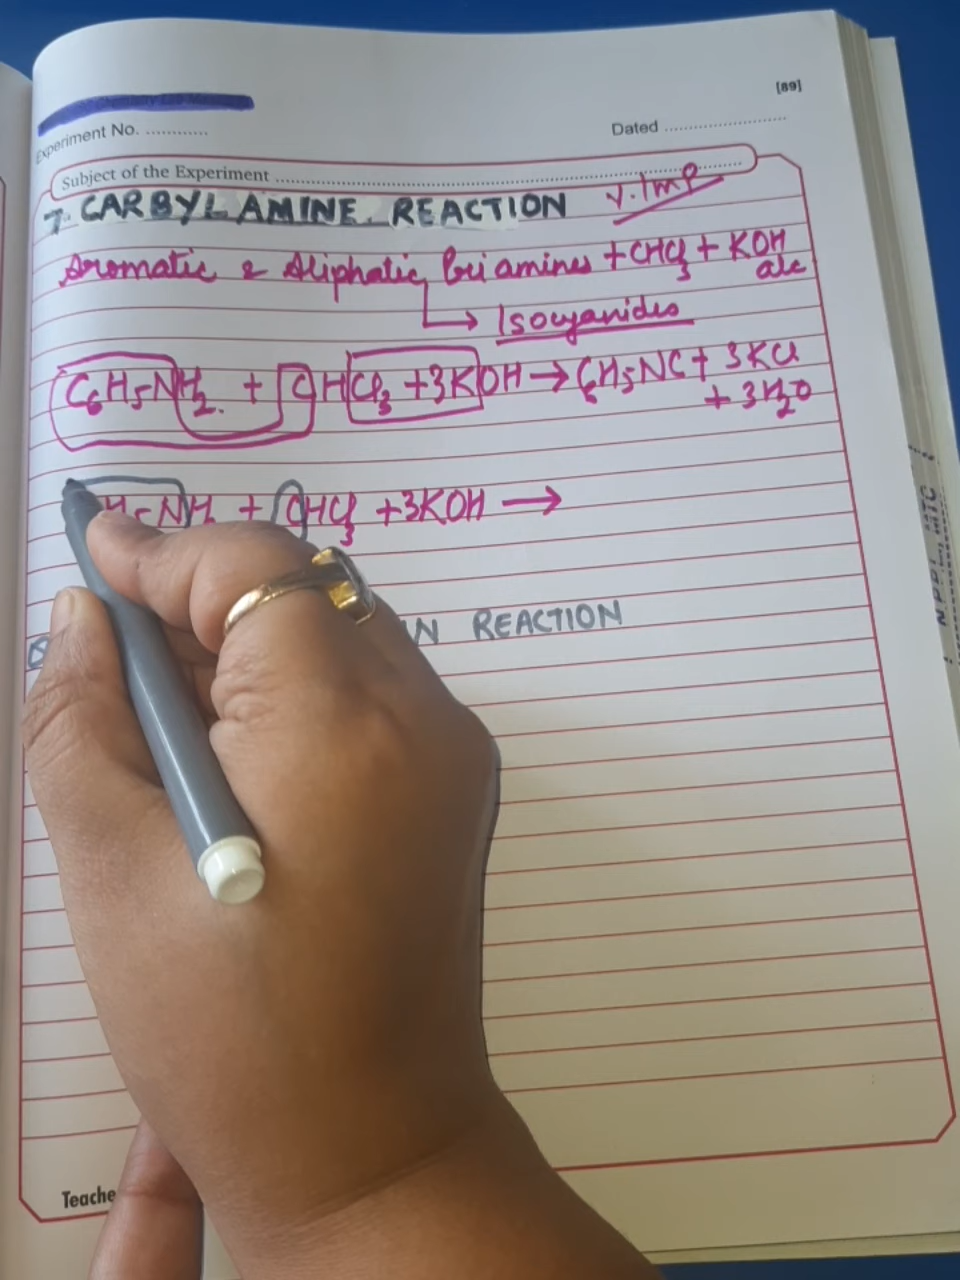 [89]
Experiment No. ............
Dated ........................
Subject of the Experiment ........................
7. CARBYLAMINE REACTION V.Imp
Aromatic & Aliphatic pri amines + CHCl3 + KOH
alc
Isocyanides
C6H5NH2 + CHCl3 + 3KOH → C6H5NC + 3KCl
+ 3H2O
H5NH2 + CHCl3 + 3KOH →
N REACTION
Teache